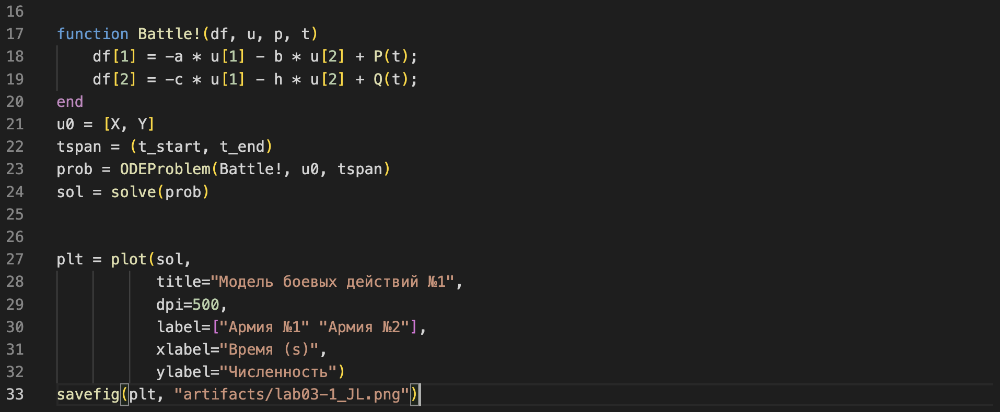 16
17 function Battle!(df, u, p, t)
18 df[1] = -a * u[1] - b * u[2] + P(t);
19 df[2] = -c * u[1] - h * u[2] + Q(t);
20 end
21 u0 = [X, Y]
22 tspan = (t_start, t_end)
23 prob = ODEProblem(Battle!, u0, tspan)
24 sol = solve(prob)
25
26
27 plt = plot(sol,
28 title="Модель боевых действий №1",
29 dpi=500,
30 label=["Армия №1" "Армия №2"],
31 xlabel="Время (s)",
32 ylabel="Численность")
33 savefig(plt, "artifacts/lab03-1_JL.png")